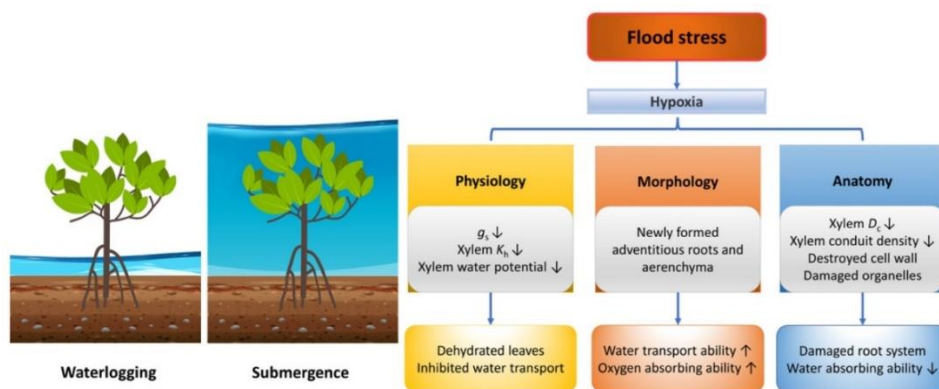 Flood stress
Hypoxia
Physiology
gs ↓
Xylem Kh ↓
Xylem water potential ↓
Dehydrated leaves
Inhibited water transport
Morphology
Newly formed
adventitious roots and
aerenchyma
Water transport ability ↑
Oxygen absorbing ability ↑
Anatomy
Xylem Dc ↓
Xylem conduit density ↓
Destroyed cell wall
Damaged organelles
Damaged root system
Water absorbing ability ↓
Waterlogging
Submergence